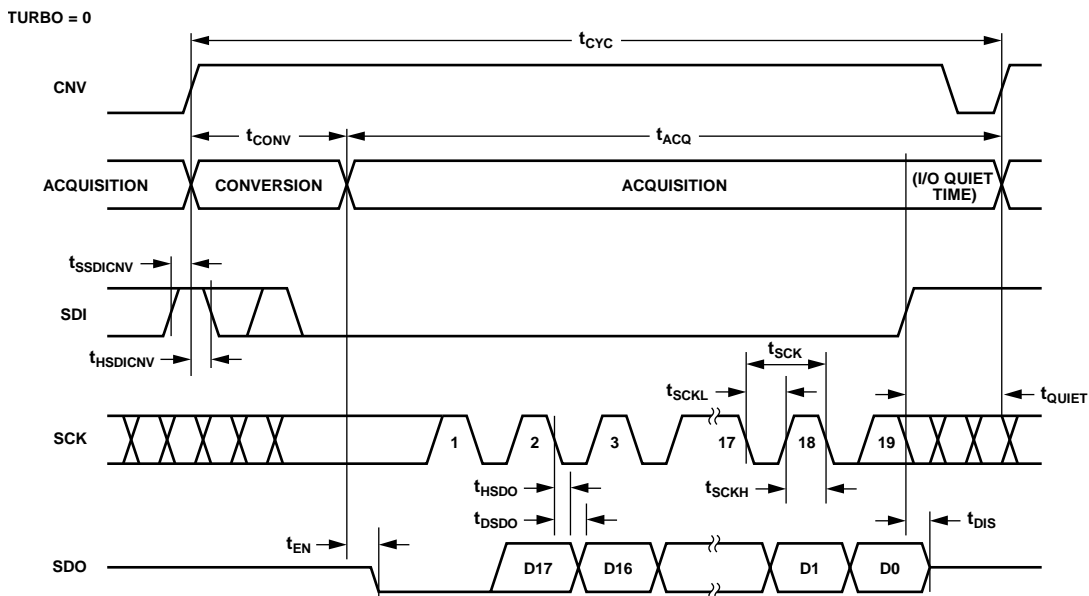 TURBO = 0
tCYC
CNV
tCONV
tACQ
ACQUISITION
CONVERSION
ACQUISITION
(I/O QUIET
TIME)
tSSDICNV
SDI
tHSDICNV
tSCK
tSCKL
tQUIET
SCK
1
2
3
17
18
19
tHSDO
tSCKH
tDSDO
tDIS
tEN
SDO
D17
D16
D1
D0